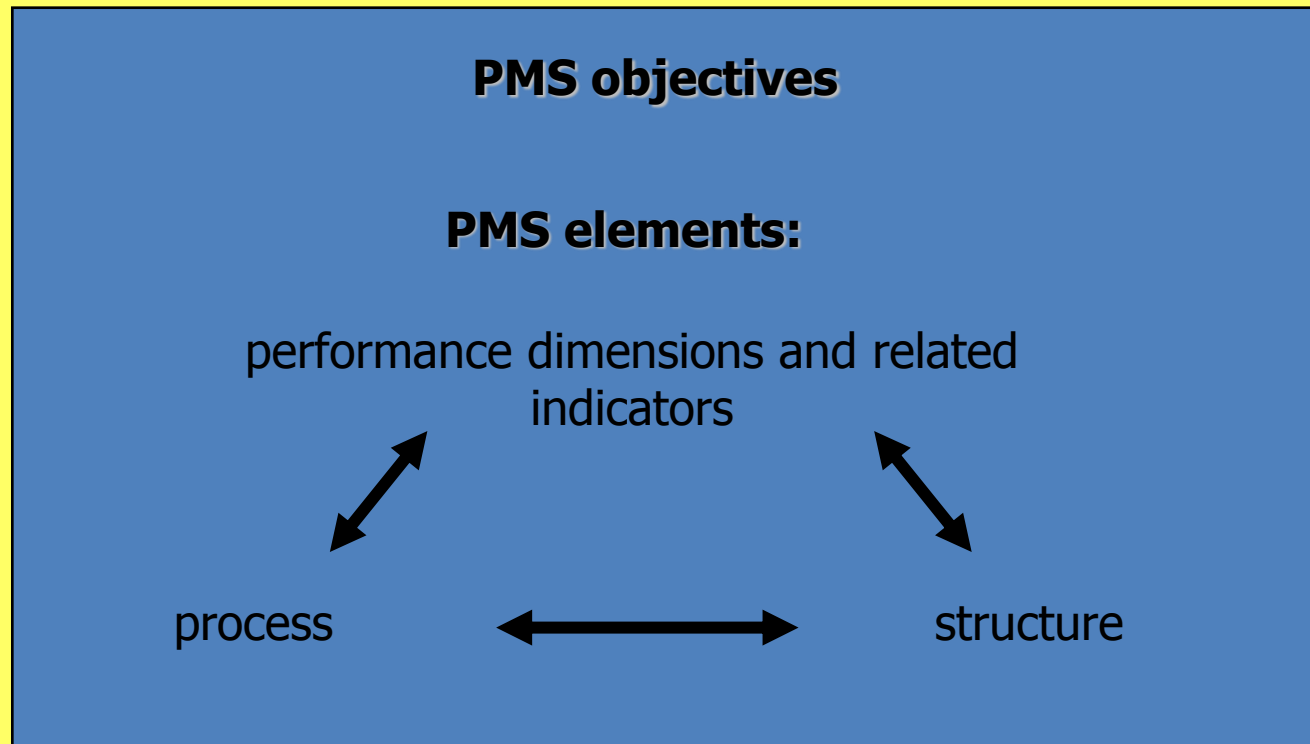 PMS objectives
PMS elements:
performance dimensions and related
indicators
process
structure